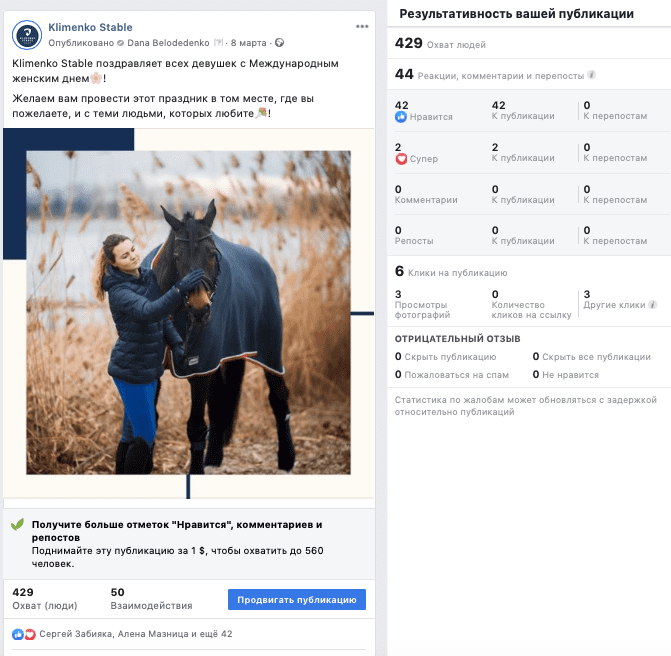 Klimenko Stable
Опубликовано Dana Belodedenko [?] · 8 марта ·
Klimenko Stable поздравляет всех девушек с Международным
женским днем🌸!
Желаем вам провести этот праздник в том месте, где вы
пожелаете, и с теми людьми, которых любите💐!
Получите больше отметок "Нравится", комментариев и
репостов
Поднимайте эту публикацию за 1 $, чтобы охватить до 560
человек.
429
Охват (люди)
50
Взаимодействия
Продвигать публикацию
Сергей Забияка, Алена Мазница и ещё 42
Результативность вашей публикации
429 Охват людей
44 Реакции, комментарии и перепосты
42 42 0
Нравится К публикации К перепостам
2 2 0
Супер К публикации К перепостам
0 0 0
Комментарии К публикации К перепостам
0 0 0
Репосты К публикации К перепостам
6 Клики на публикацию
3 0 3
Просмотры Количество Другие клики
фотографий кликов на ссылку
ОТРИЦАТЕЛЬНЫЙ ОТЗЫВ
0 Скрыть публикацию 0 Скрыть все публикации
0 Пожаловаться на спам 0 Не нравится
Статистика по жалобам может обновляться с задержкой
относительно публикаций